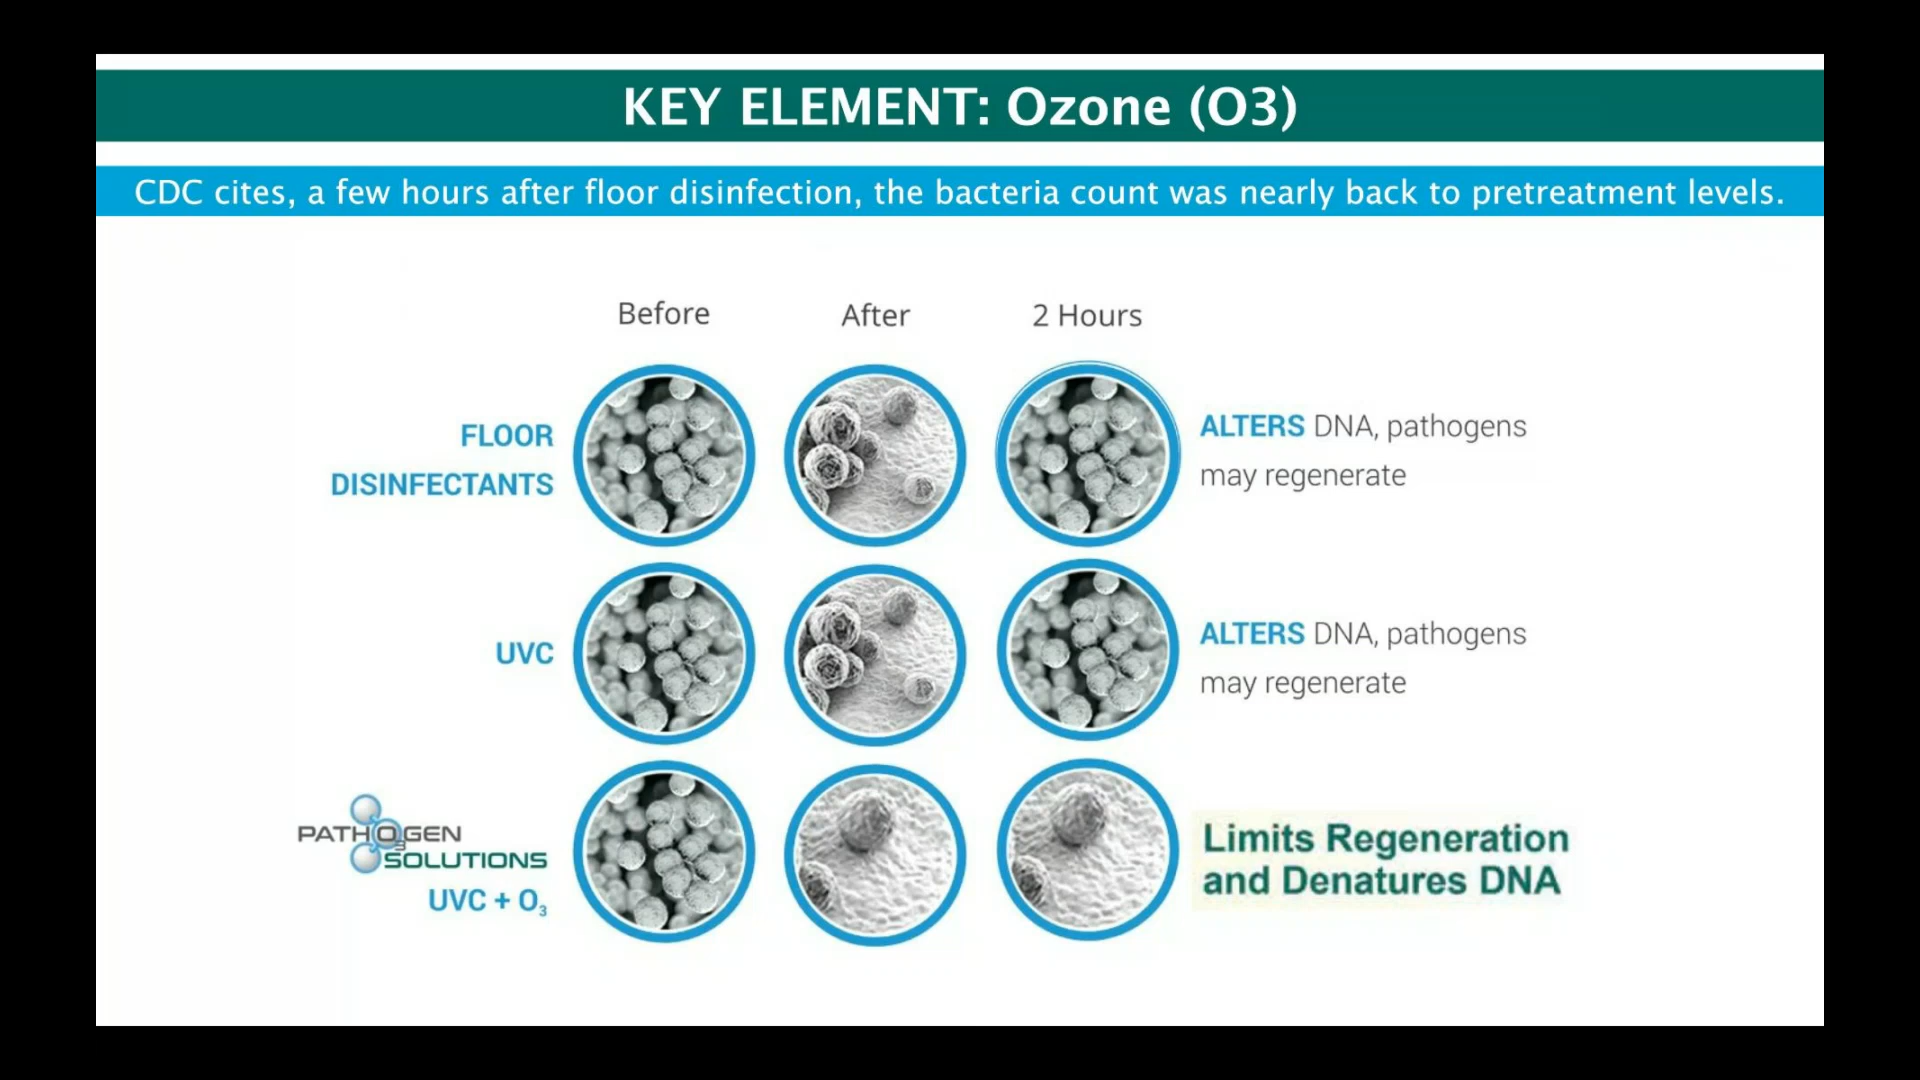 KEY ELEMENT: Ozone (O3)
CDC cites, a few hours after floor disinfection, the bacteria count was nearly back to pretreatment levels.
Before After 2 Hours
FLOOR
DISINFECTANTS
ALTERS DNA, pathogens
may regenerate
UVC
ALTERS DNA, pathogens
may regenerate
PATHO3GEN
SOLUTIONS
UVC + O3
Limits Regeneration
and Denatures DNA